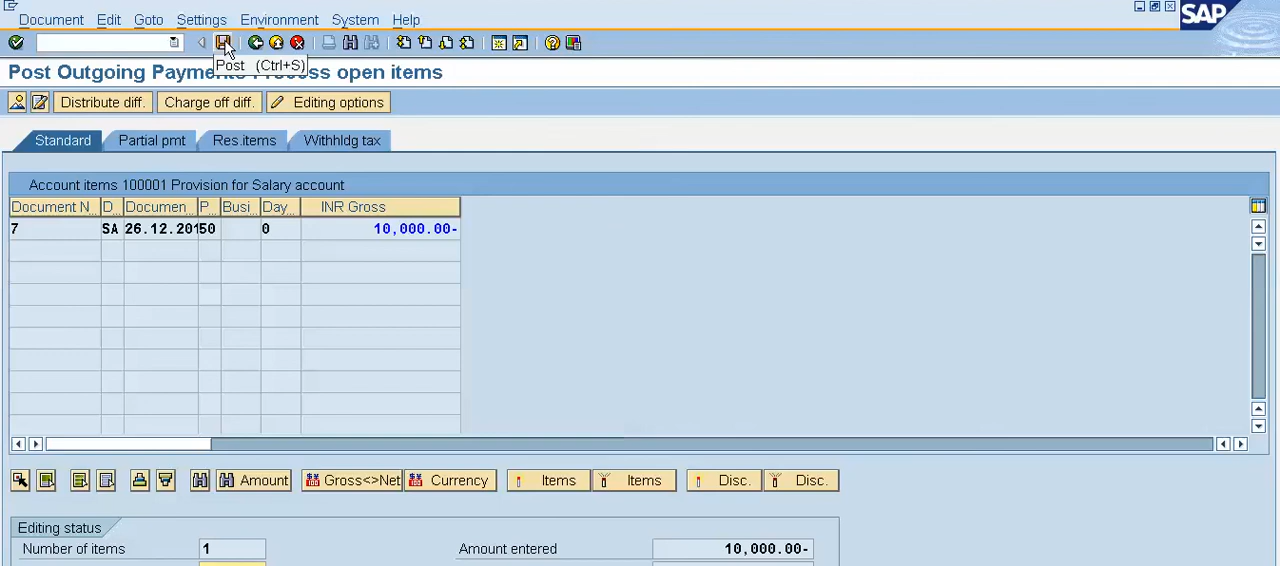 Document Edit Goto Settings Environment System Help
SAP
Post (Ctrl+S)
Post Outgoing Payments Process open items
Distribute diff. Charge off diff. Editing options
Standard Partial pmt Res.items Withhldg tax
Account items 100001 Provision for Salary account
Document N... D... Documen... P... Busi... Day... INR Gross
7 SA 26.12.201 50 0 10,000.00-
Amount Gross<>Net Currency Items Items Disc. Disc.
Editing status
Number of items 1 Amount entered 10,000.00-